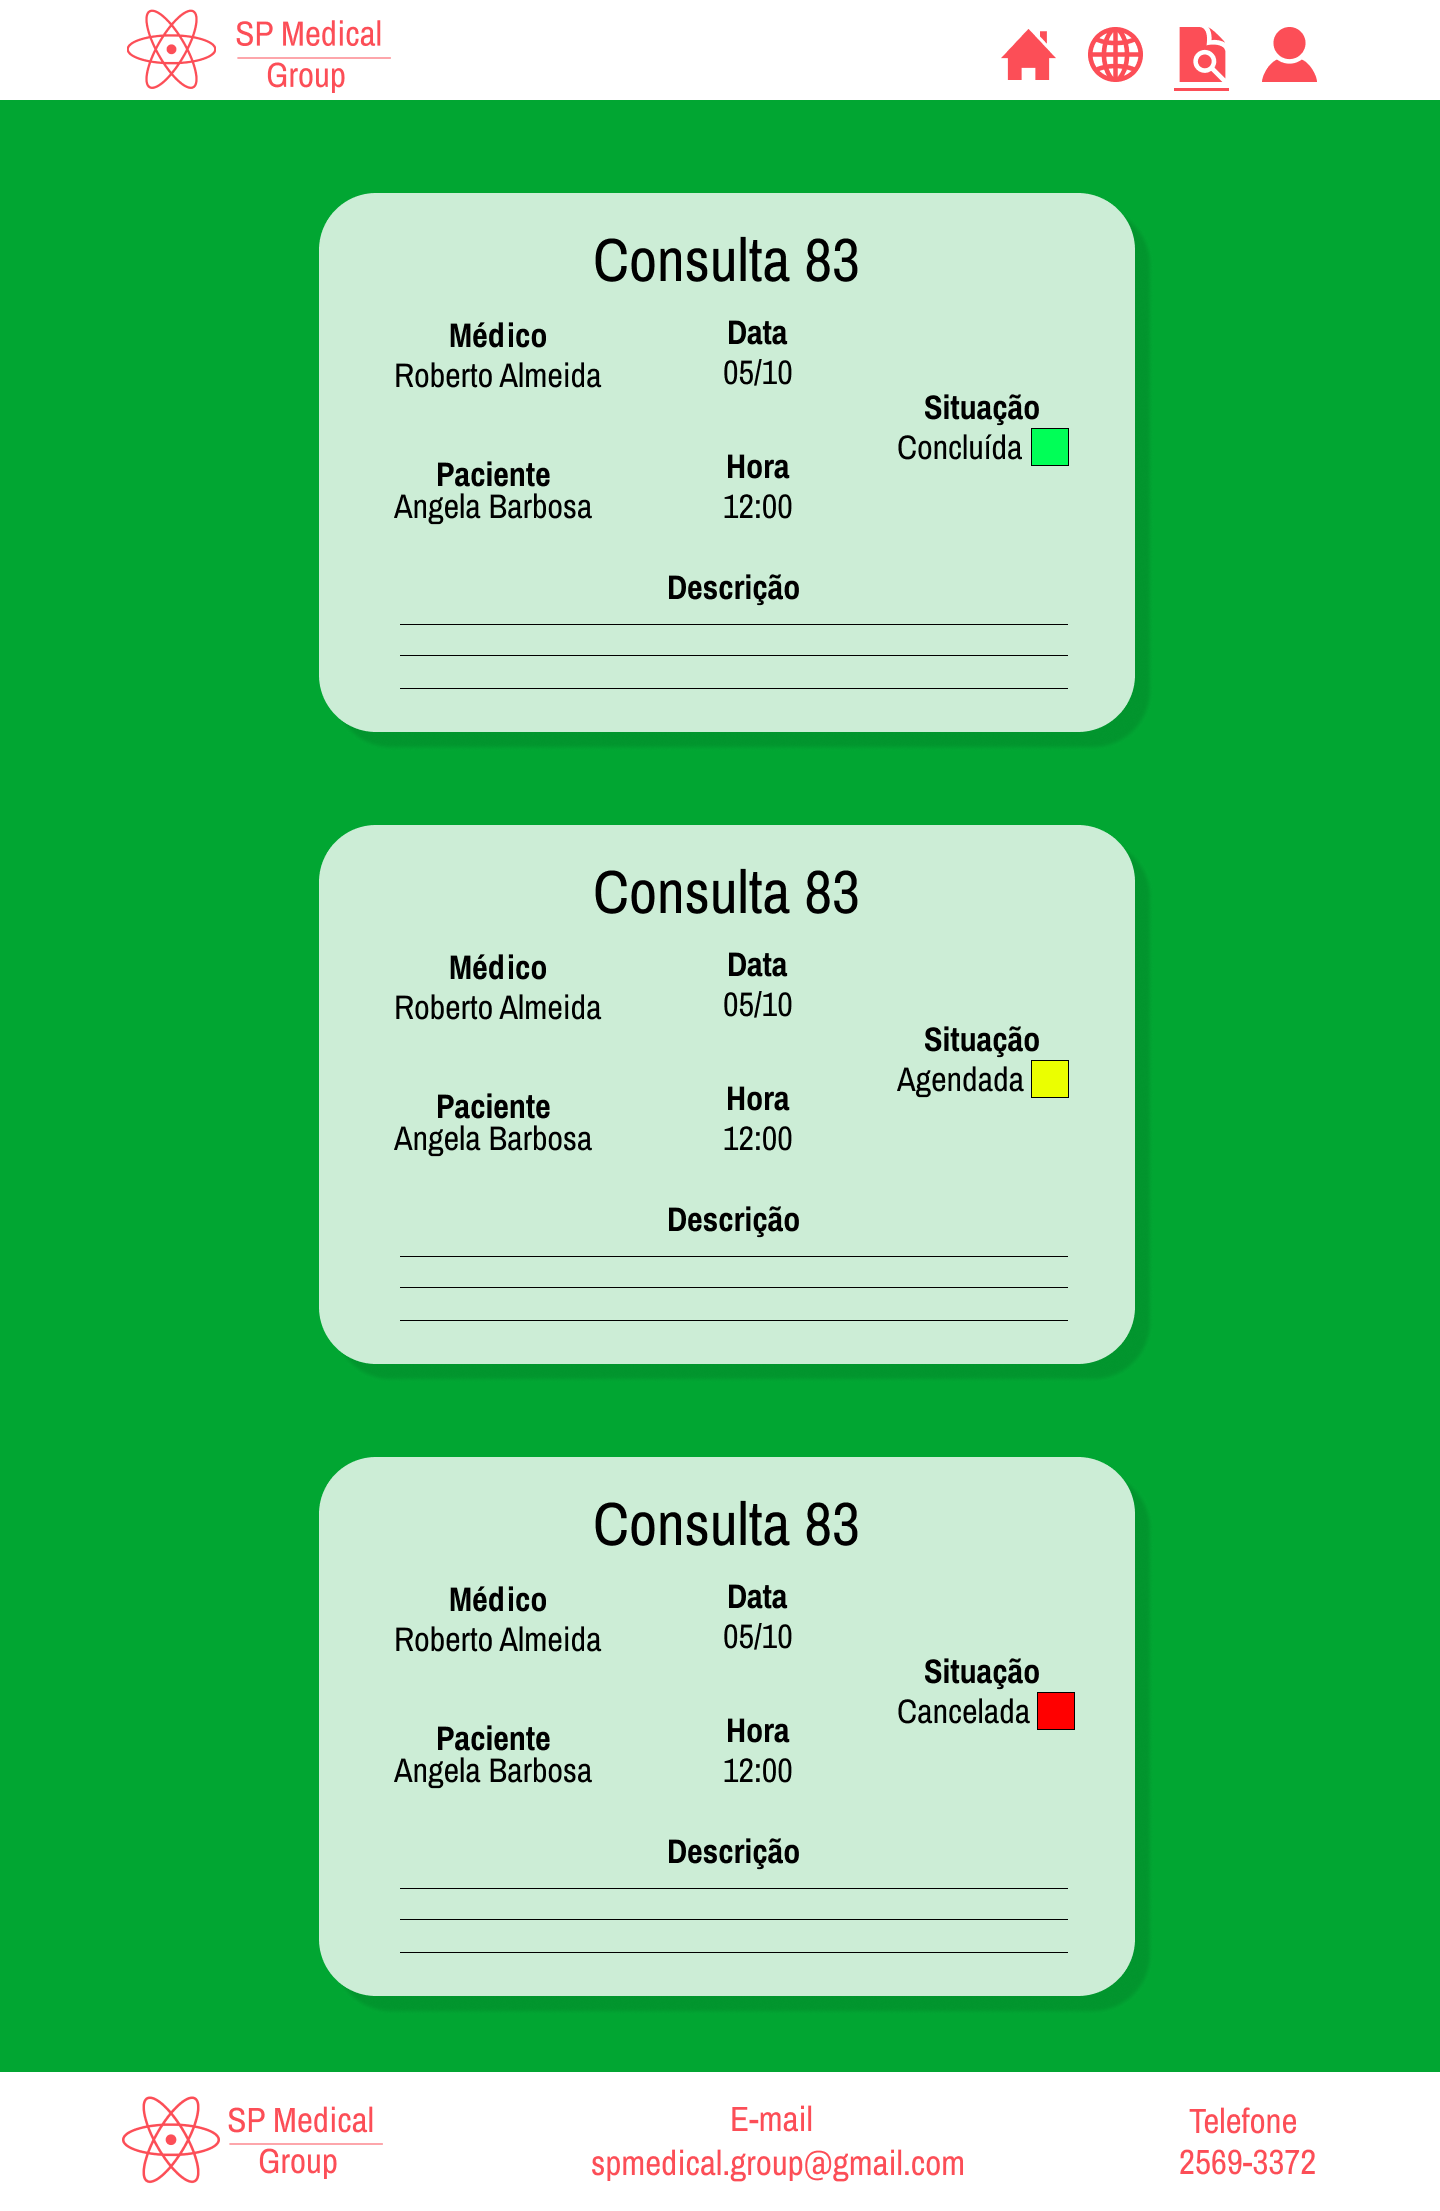 SP Medical
Group
Consulta 83
Médico
Roberto Almeida
Data
05/10
Situação
Concluída
Paciente
Angela Barbosa
Hora
12:00
Descrição
Consulta 83
Médico
Roberto Almeida
Data
05/10
Situação
Agendada
Paciente
Angela Barbosa
Hora
12:00
Descrição
Consulta 83
Médico
Roberto Almeida
Data
05/10
Situação
Cancelada
Paciente
Angela Barbosa
Hora
12:00
Descrição
SP Medical
Group
E-mail
spmedical.group@gmail.com
Telefone
2569-3372